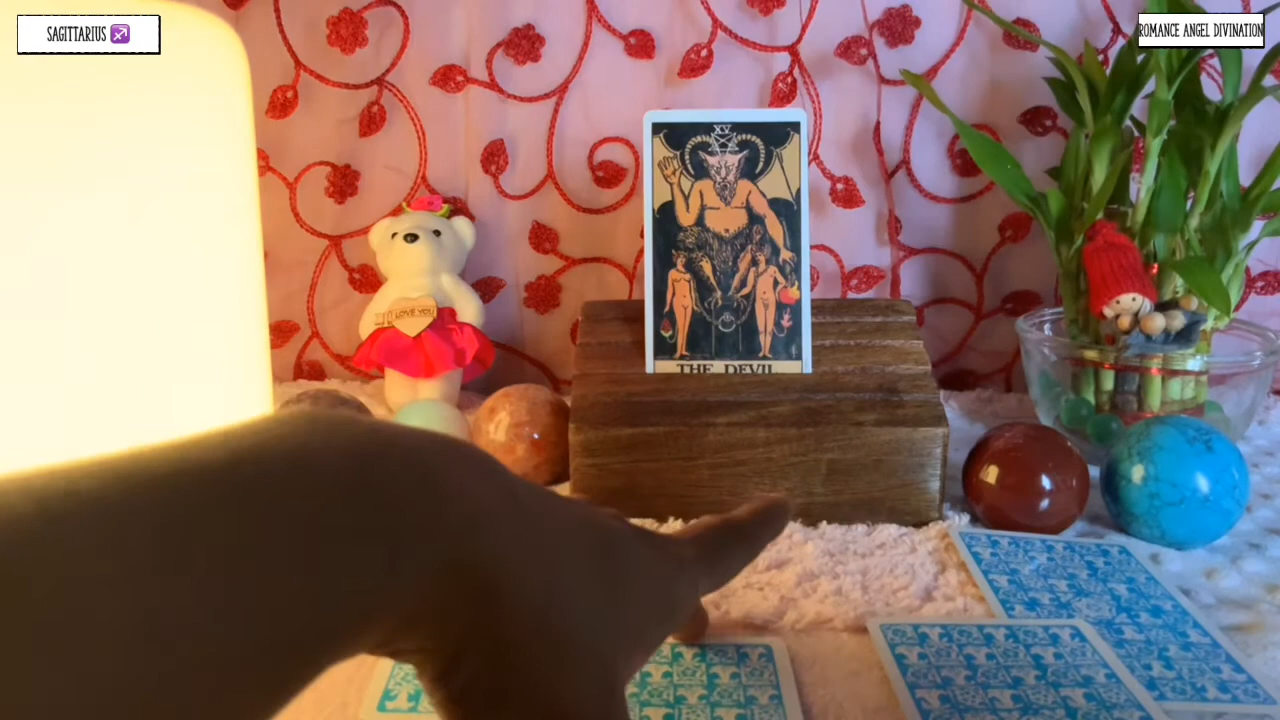 SAGITTARIUS ♐
ROMANCE ANGEL DIVINATION
XV
I LOVE YOU
THE DEVIL